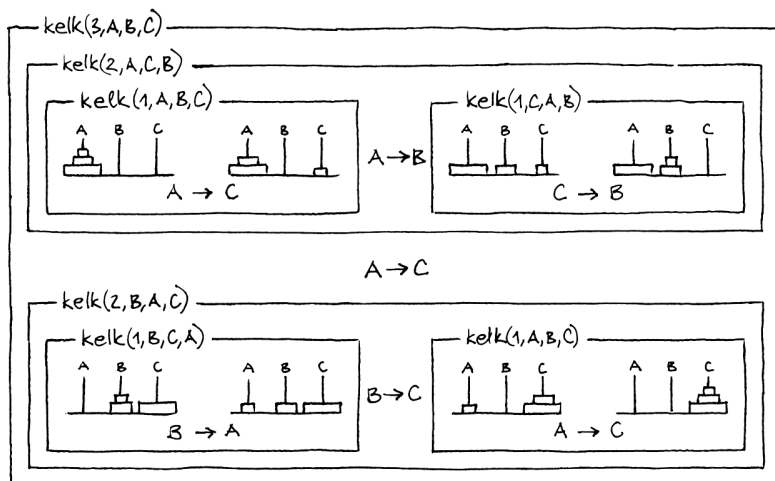 kelk(3,A,B,C)
kelk(2,A,C,B)
kelk(1,A,B,C)
A B C
A B C
A → C
A → B
kelk(1,C,A,B)
A B C
A B C
C → B
A → C
kelk(2,B,A,C)
kelk(1,B,C,A)
A B C
A B C
B → A
B → C
kelk(1,A,B,C)
A B C
A B C
A → C